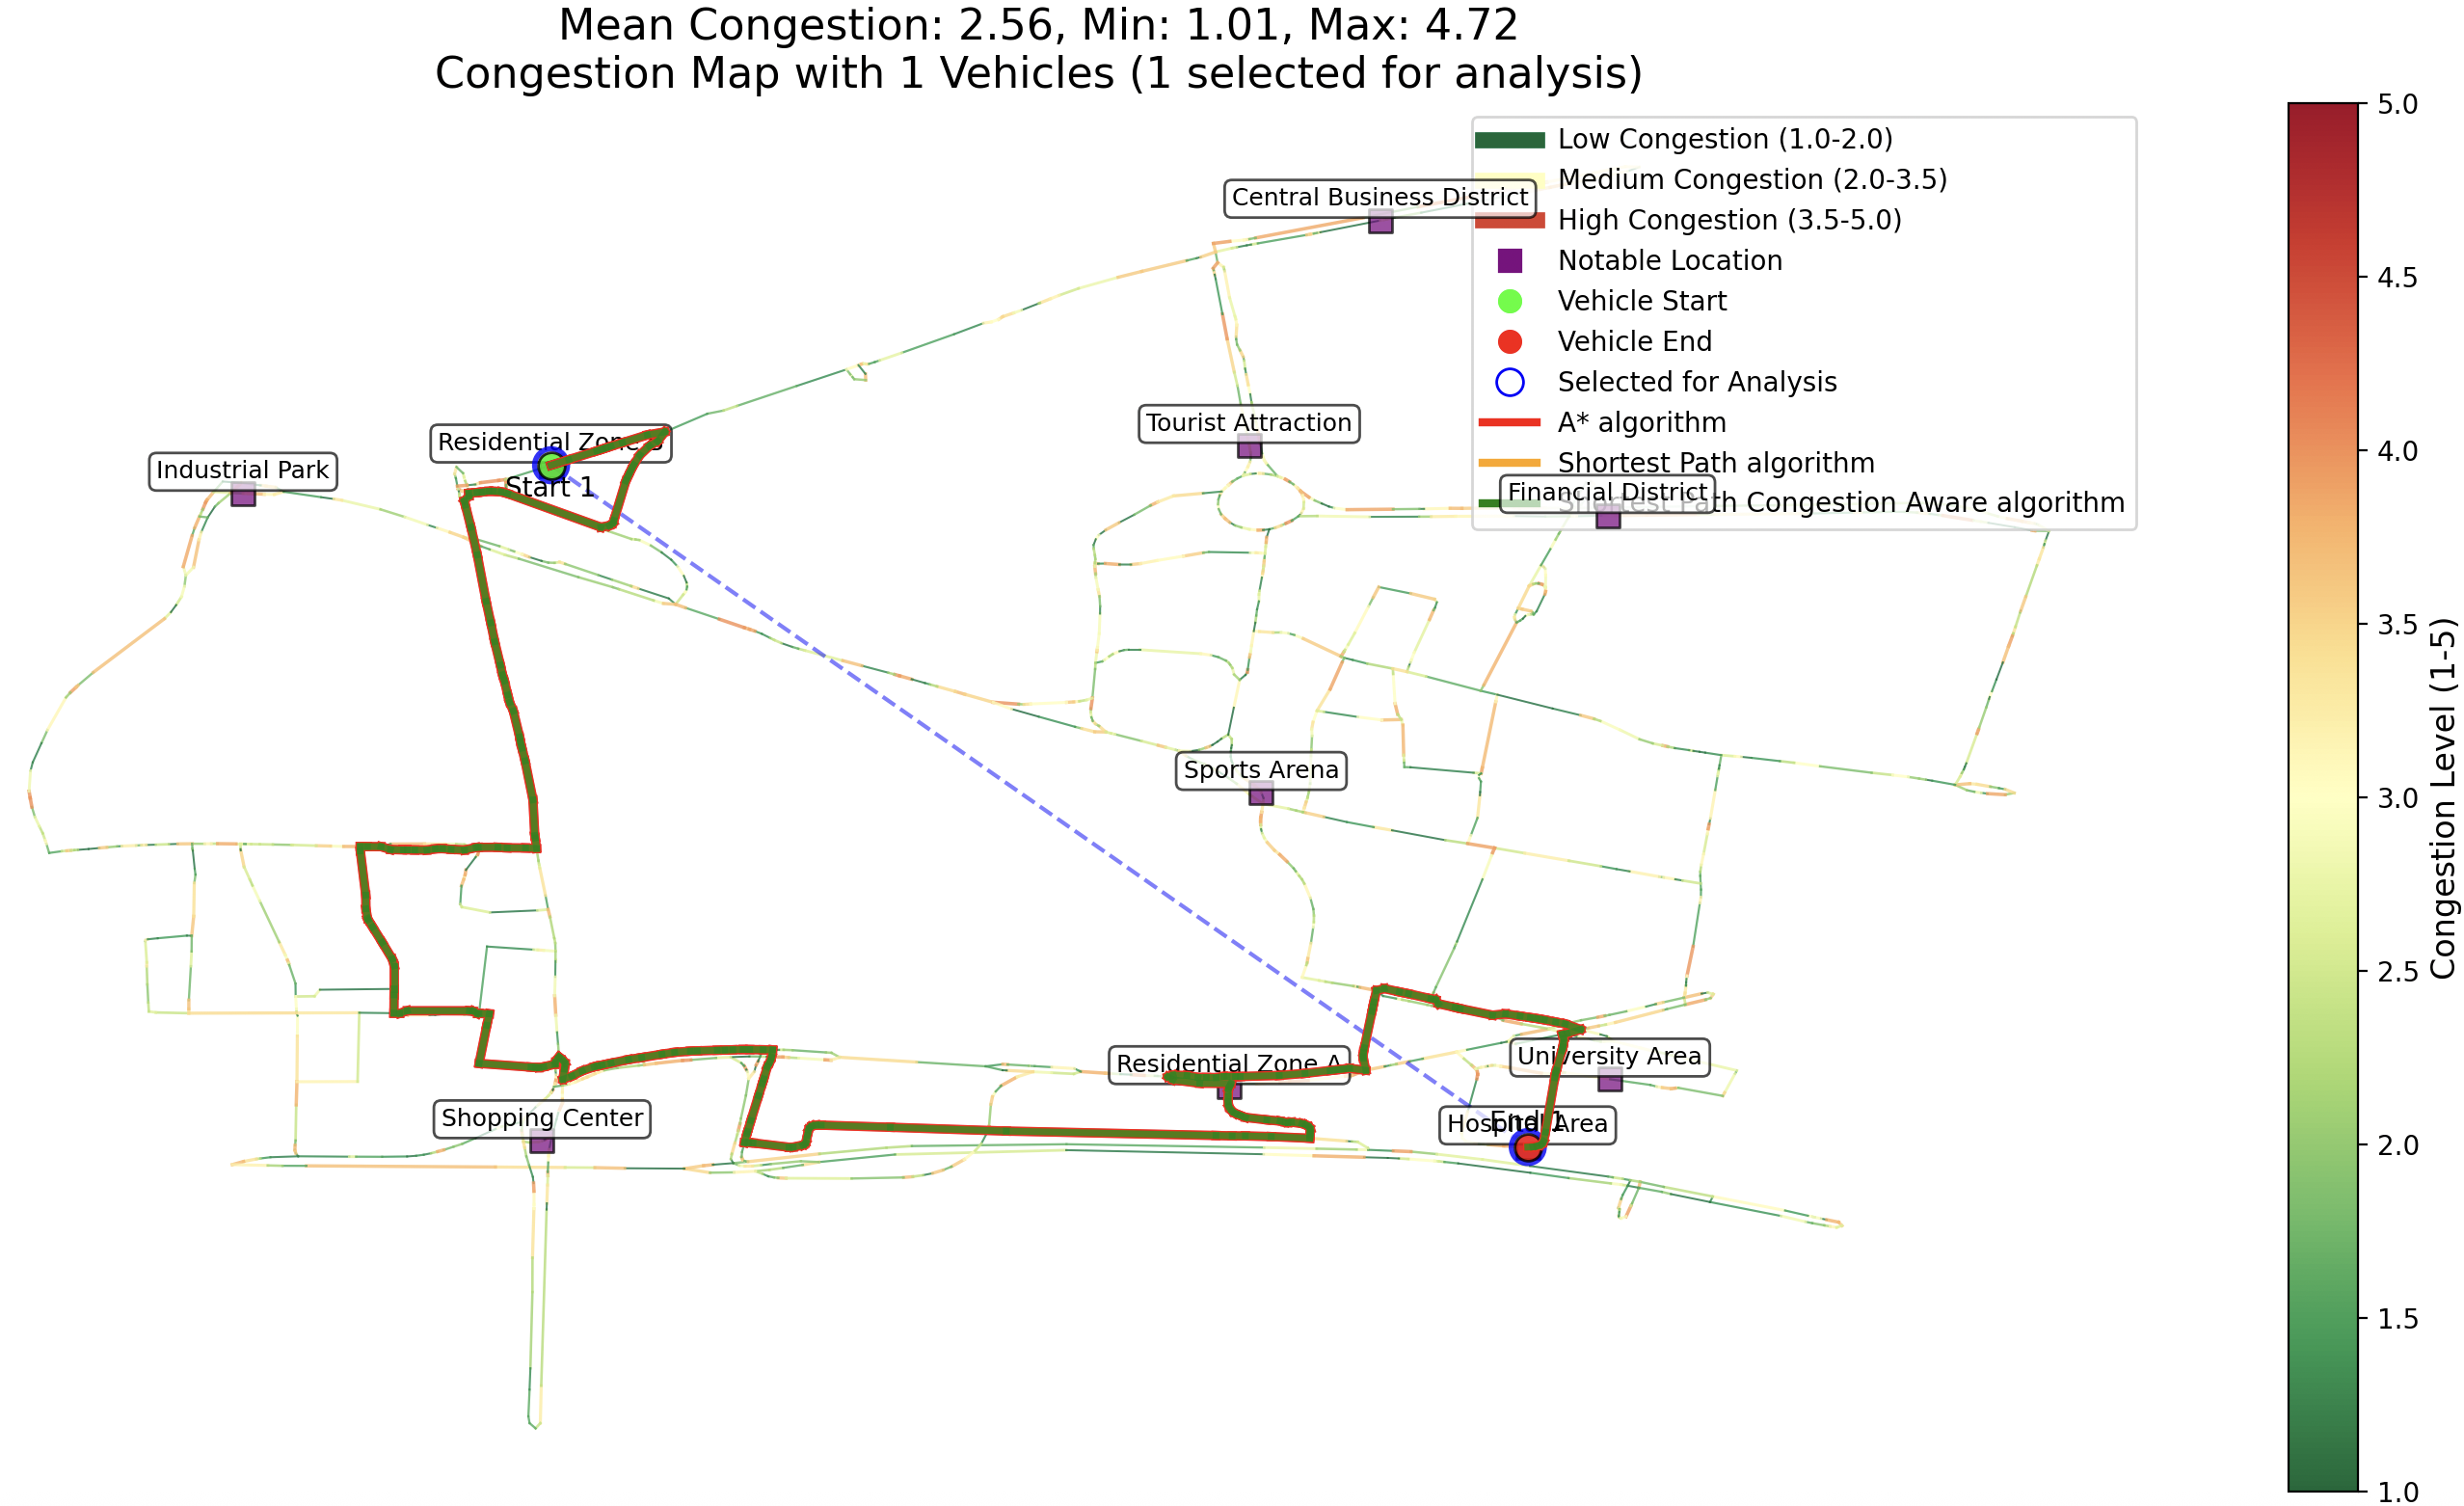 Mean Congestion: 2.56, Min: 1.01, Max: 4.72
Congestion Map with 1 Vehicles (1 selected for analysis)
Low Congestion (1.0-2.0)
Medium Congestion (2.0-3.5)
High Congestion (3.5-5.0)
Notable Location
Vehicle Start
Vehicle End
Selected for Analysis
A* algorithm
Shortest Path algorithm
Shortest Path Congestion Aware algorithm
Central Business District
Tourist Attraction
Financial District
Residential Zone
Start 1
Industrial Park
Sports Arena
Residential Zone A
University Area
Shopping Center
Hospital Area
End 1
5.0
4.5
4.0
3.5
3.0
2.5
2.0
1.5
1.0
Congestion Level (1-5)